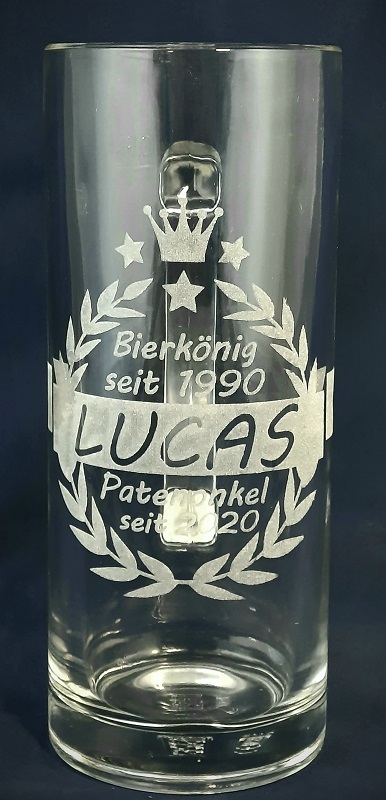 Bierkönig
seit 1990
LUCAS
Patenonkel
seit 2020